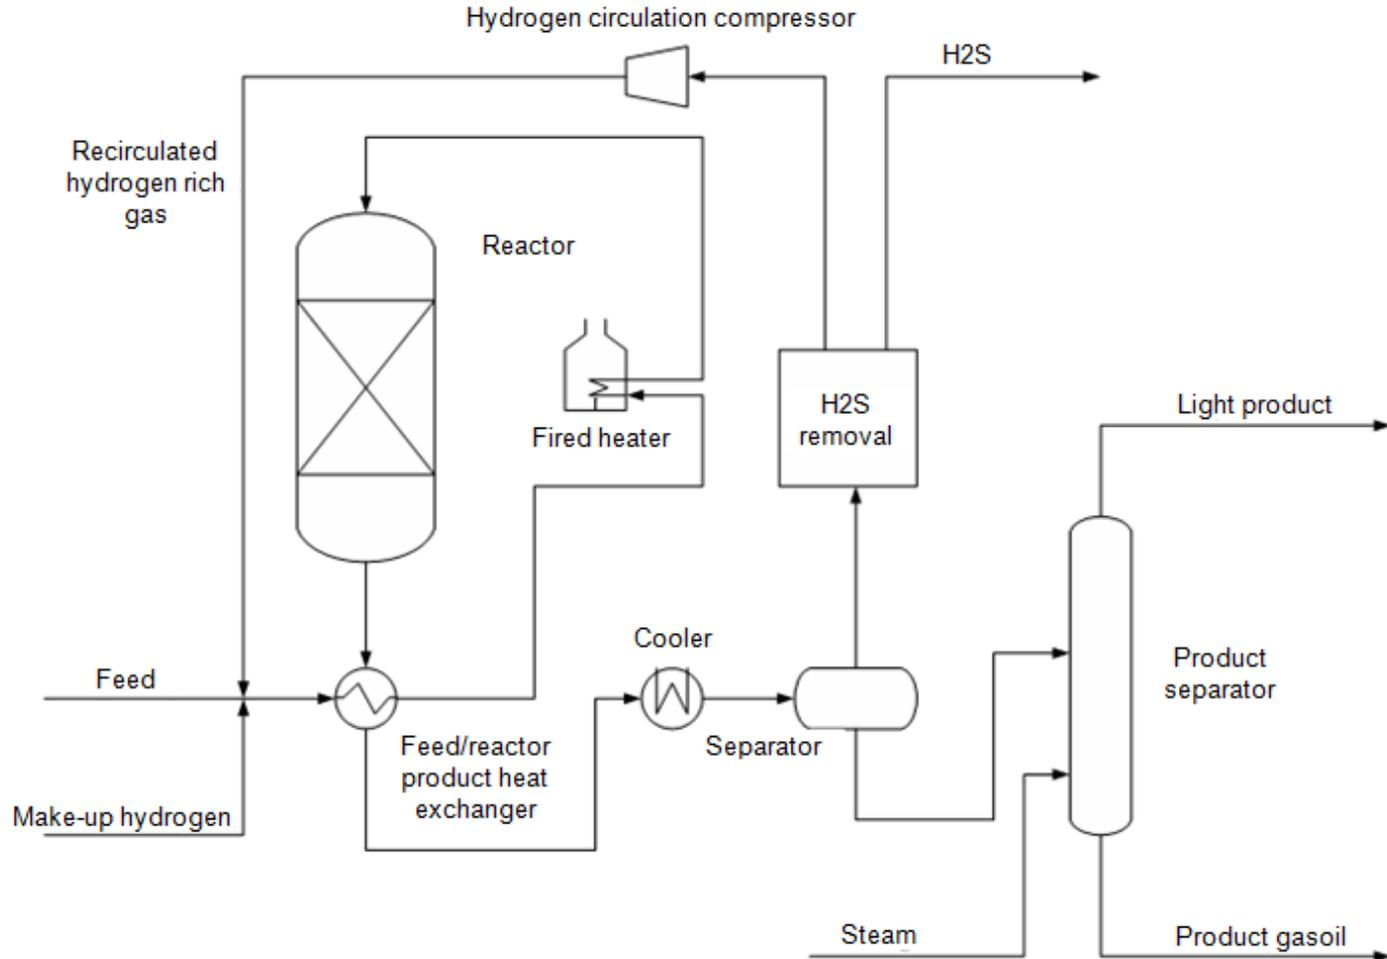 Hydrogen circulation compressor
H2S
Recirculated
hydrogen rich
gas
Reactor
H2S
removal
Light product
Fired heater
Cooler
Product
separator
Feed
Separator
Feed/reactor
product heat
exchanger
Make-up hydrogen
Steam
Product gasoil